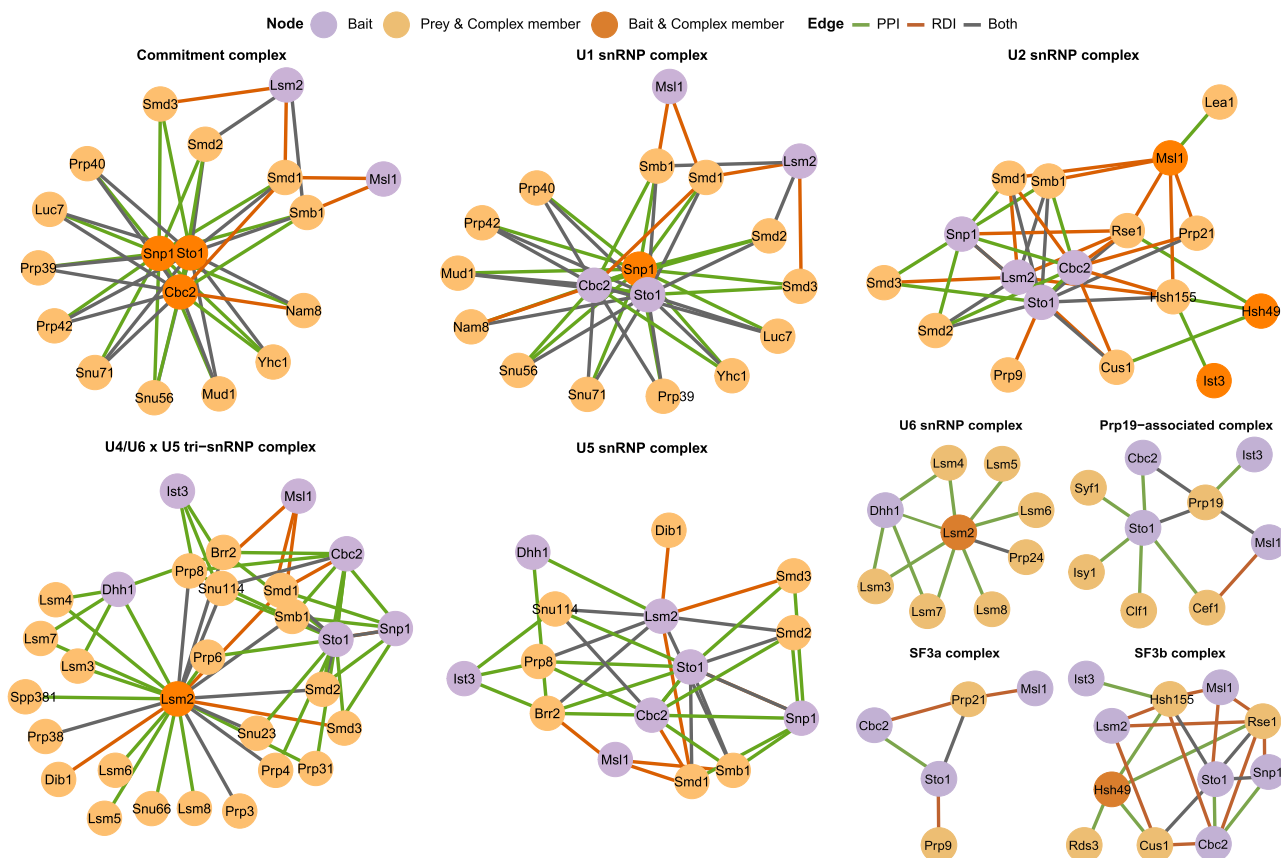 Node Bait Prey & Complex member Bait & Complex member Edge PPI RDI Both
Commitment complex
Lsm2
Smd3
Smd2
Prp40
Smd1
Msl1
Luc7
Smb1
Snp1 Sto1
Prp39
Cbc2
Nam8
Prp42
Yhc1
Snu71
Mud1
Snu56
U1 snRNP complex
Msl1
Smb1
Lsm2
Smd1
Prp40
Prp42
Smd2
Mud1
Snp1
Cbc2
Smd3
Sto1
Nam8
Luc7
Snu56
Yhc1
Snu71
Prp39
U2 snRNP complex
Lea1
Msl1
Smd1
Smb1
Snp1
Rse1
Prp21
Cbc2
Lsm2
Smd3
Sto1
Hsh155
Hsh49
Smd2
Prp9
Cus1
Ist3
U4/U6 x U5 tri−snRNP complex
Ist3
Msl1
Brr2
Cbc2
Prp8
Snu114
Smd1
Dhh1
Lsm4
Smb1
Snp1
Lsm7
Sto1
Prp6
Lsm3
Smd2
Spp381
Lsm2
Smd3
Prp38
Snu23
Dib1
Lsm6
Prp4
Prp31
Lsm5
Snu66
Lsm8
Prp3
U5 snRNP complex
Dib1
Dhh1
Smd3
Snu114
Lsm2
Smd2
Prp8
Sto1
Ist3
Brr2
Cbc2
Snp1
Msl1
Smb1
Smd1
U6 snRNP complex
Lsm4
Lsm5
Dhh1
Lsm6
Lsm2
Prp24
Lsm3
Lsm7
Lsm8
Prp19−associated complex
Cbc2
Ist3
Syf1
Prp19
Sto1
Msl1
Isy1
Clf1
Cef1
SF3a complex
Msl1
Prp21
Cbc2
Sto1
Prp9
SF3b complex
Ist3
Msl1
Hsh155
Lsm2
Rse1
Sto1
Snp1
Hsh49
Rds3
Cus1
Cbc2